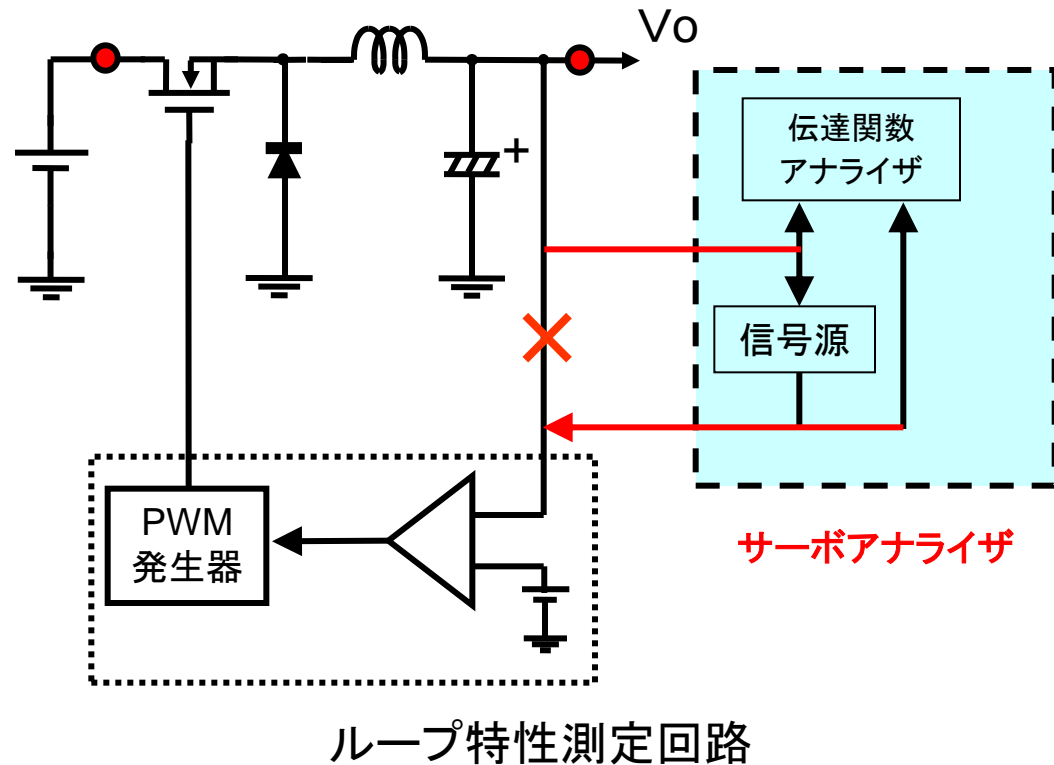 Vo
伝達関数
アナライザ
信号源
+
PWM
発生器
サーボアナライザ
ループ特性測定回路